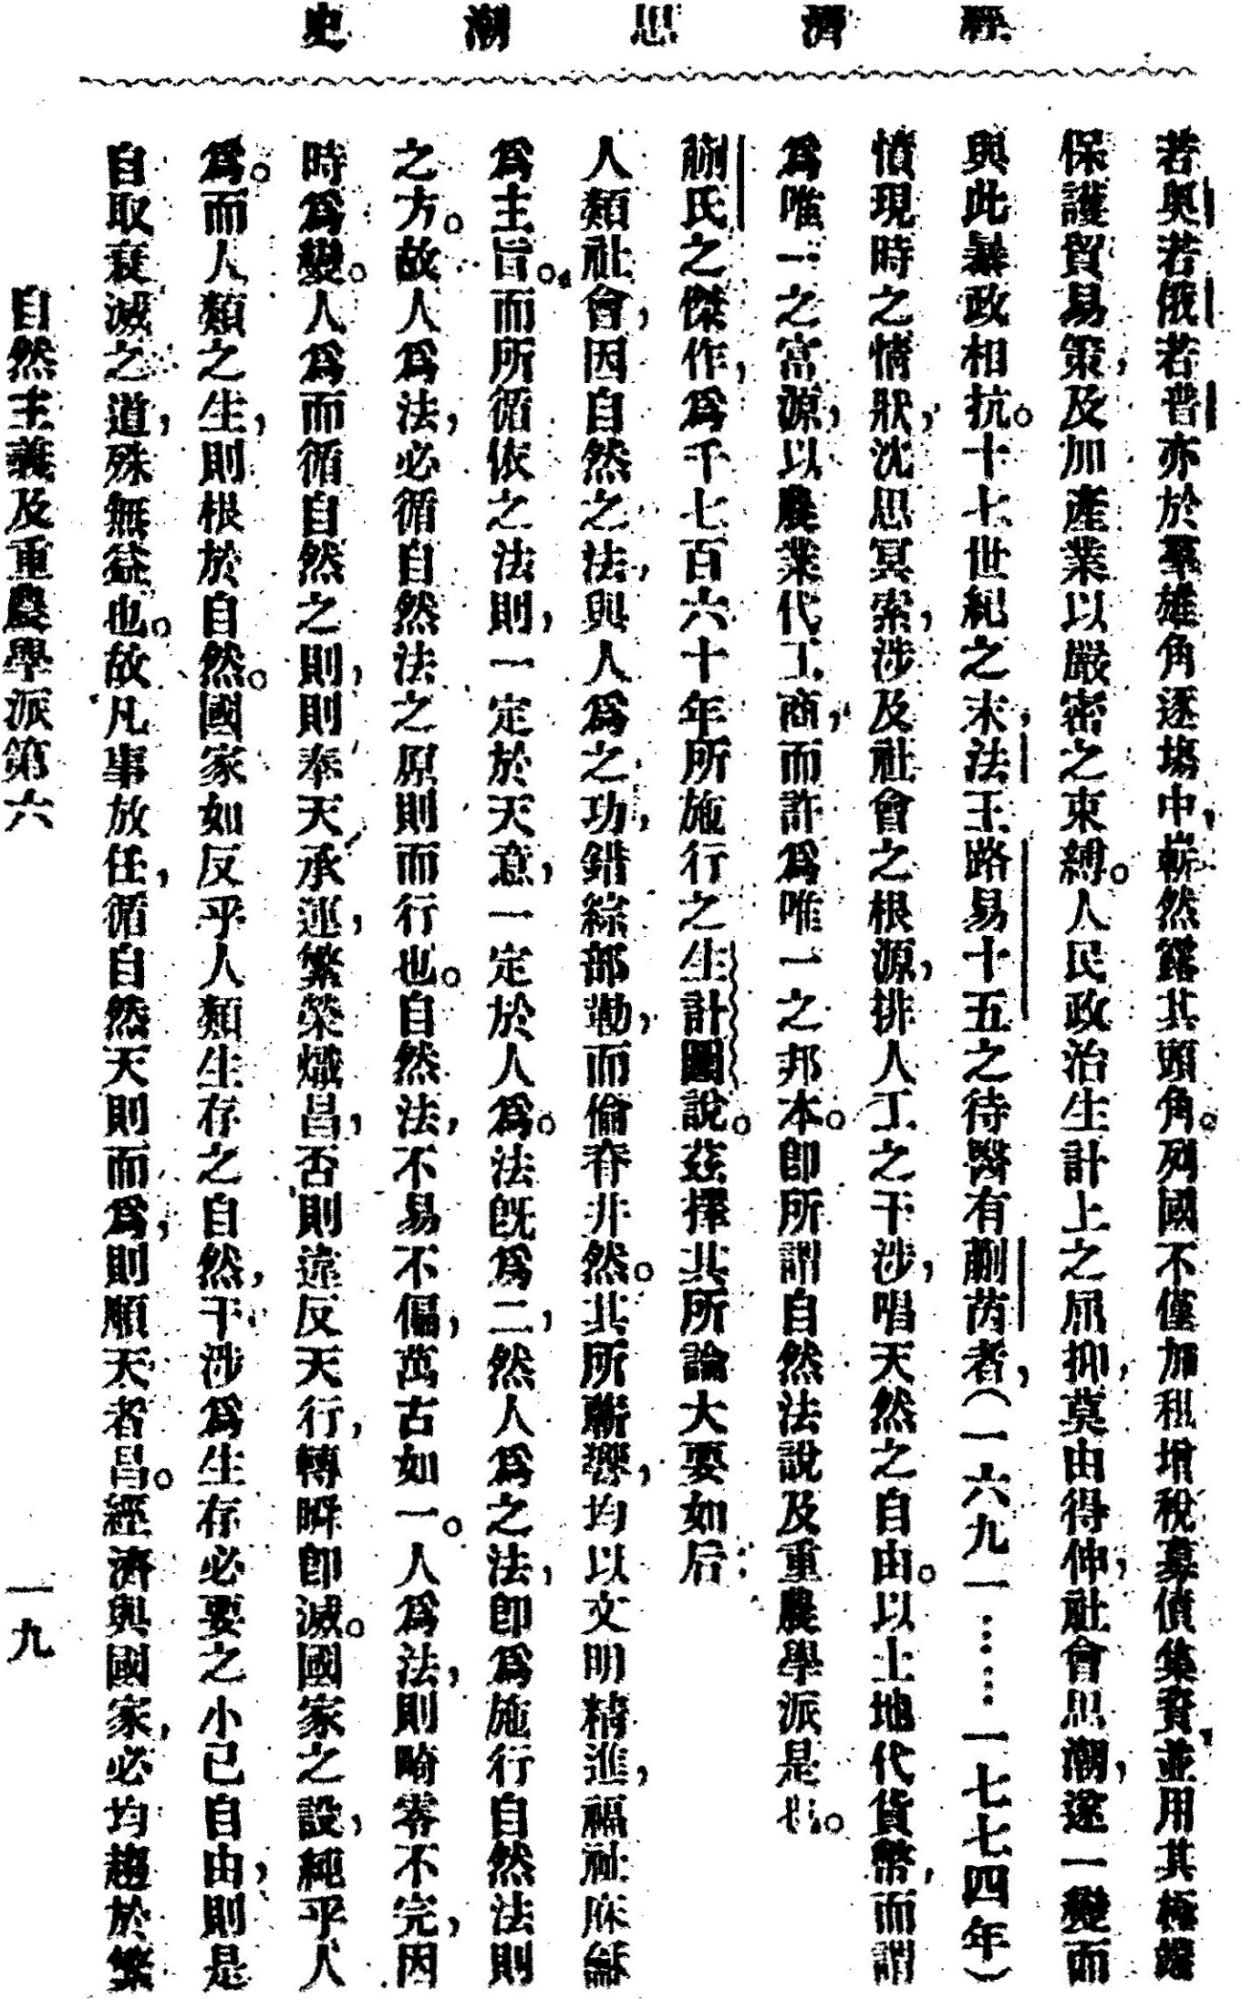 經濟思潮史
若奧若俄若普亦於羣雄角逐場中,嶄然露其頭角。列國不僅加租增稅募債集資,並用其極端
保護貿易策,及加產業以嚴密之束縛。人民政治生計上之屈抑,莫由得伸,社會思潮,遂一變而
與此暴政相抗。十七世紀之末,法王路易十五之待醫有蒯芮者,(一六九一……一七七四年)
憤現時之情狀,沈思冥索,涉及社會之根源,排人工之干涉,唱天然之自由。以土地代貨幣,而謂
爲唯一之富源,以農業代工商,而許爲唯一之邦本。卽所謂自然法說及重農學派是也。
蒯氏之傑作,爲千七百六十年所施行之生計圖說。茲擇其所論大要如后:
人類社會,因自然之法,與人爲之功,錯綜部勒,而倫脊井然。其所蘄嚮,均以文明精進,福祉庥龢
爲主旨。而所循依之法則,一定於天意,一定於人爲。法旣爲二,然人爲之法,卽爲施行自然法則
之方。故人爲法,必循自然法之原則而行也。自然法,不易不偏,萬古如一。人爲法,則畸零不完,因
時爲變。人爲而循自然之則,則奉天承運,繁榮熾昌,否則違反天行,轉瞬卽滅。國家之設,純乎人
爲。而人類之生,則根於自然。國家如反乎人類生存之自然,干涉爲生存必要之小己自由,則是
自取衰滅之道,殊無益也。故凡事放任,循自然天則而爲,則順天者昌。經濟與國家,必均趨於繁
自然主義及重農學派第六
一九